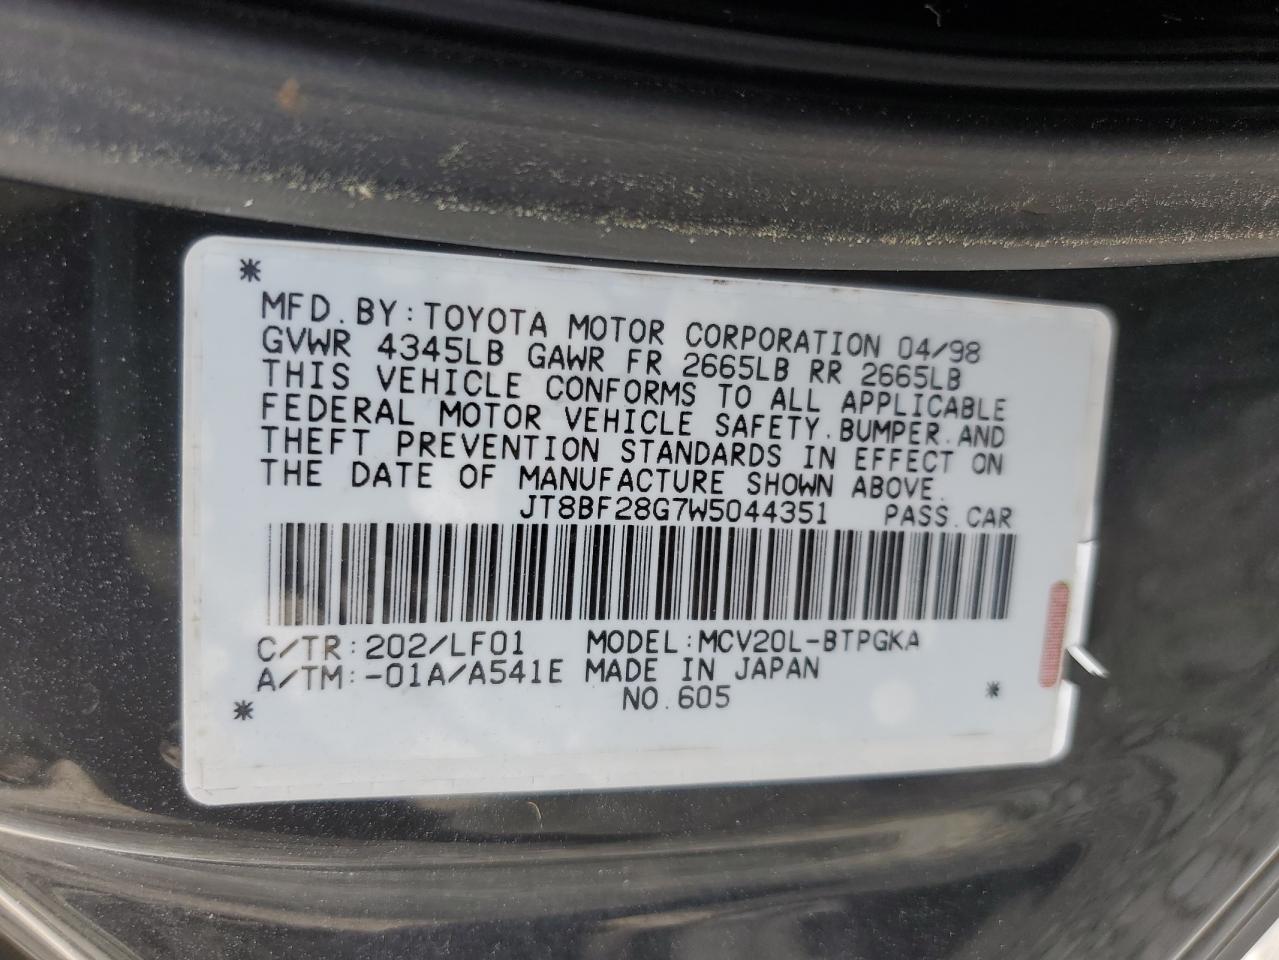 MFD. BY: TOYOTA MOTOR CORPORATION 04/98
GVWR 4345LB GAWR FR 2665LB RR 2665LB
THIS VEHICLE CONFORMS TO ALL APPLICABLE
FEDERAL MOTOR VEHICLE SAFETY. BUMPER. AND
THEFT PREVENTION STANDARDS IN EFFECT ON
THE DATE OF MANUFACTURE SHOWN ABOVE.
JT8BF28G7W5044351 PASS. CAR
C/TR: 202/LF01 MODEL: MCV20L-BTPGKA
A/TM: -01A/A541E MADE IN JAPAN
NO. 605